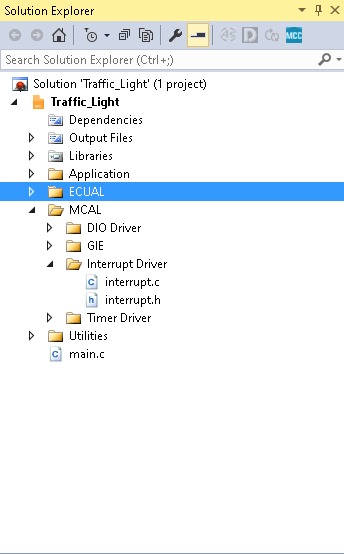 Solution Explorer
MCC
Search Solution Explorer (Ctrl+;)
Solution 'Traffic_Light' (1 project)
Traffic_Light
Dependencies
Output Files
Libraries
Application
ECUAL
MCAL
DIO Driver
GIE
Interrupt Driver
c interrupt.c
h interrupt.h
Timer Driver
Utilities
c main.c